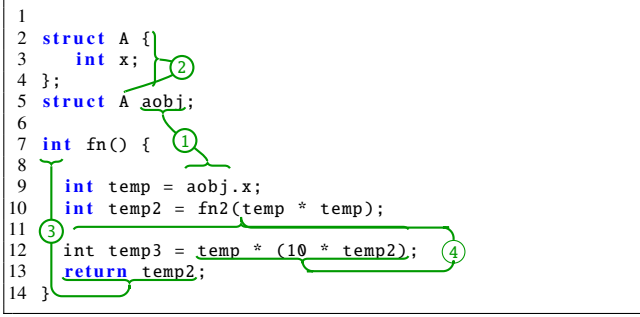 1
2 struct A {
3 int x;
4 }; 2
5 struct A aobj;
6
7 int fn() { 1
8
9 int temp = aobj.x;
10 int temp2 = fn2(temp * temp);
11 3
12 int temp3 = temp * (10 * temp2); 4
13 return temp2;
14 }